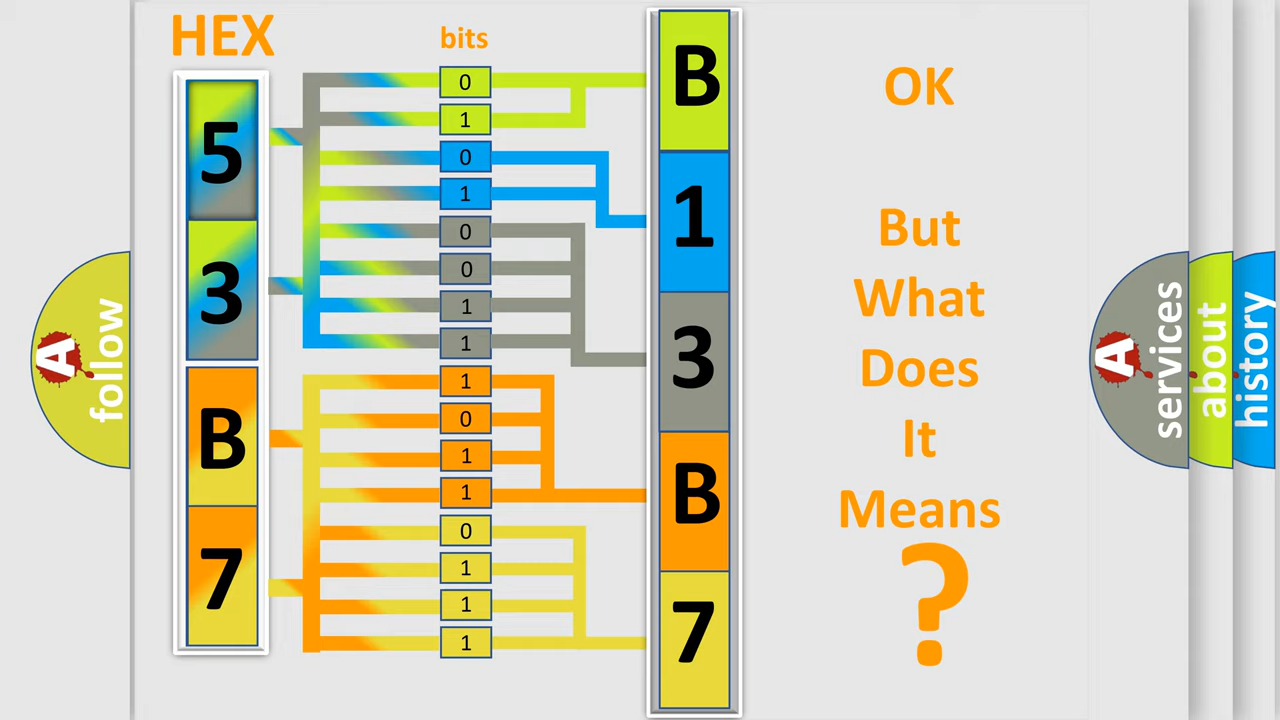 HEX
bits
5
3
B
7
0
1
0
1
0
0
1
1
1
0
1
1
0
1
1
1
B
1
3
B
7
OK
But
What
Does
It
Means
?
A
follow
A
services
about
history